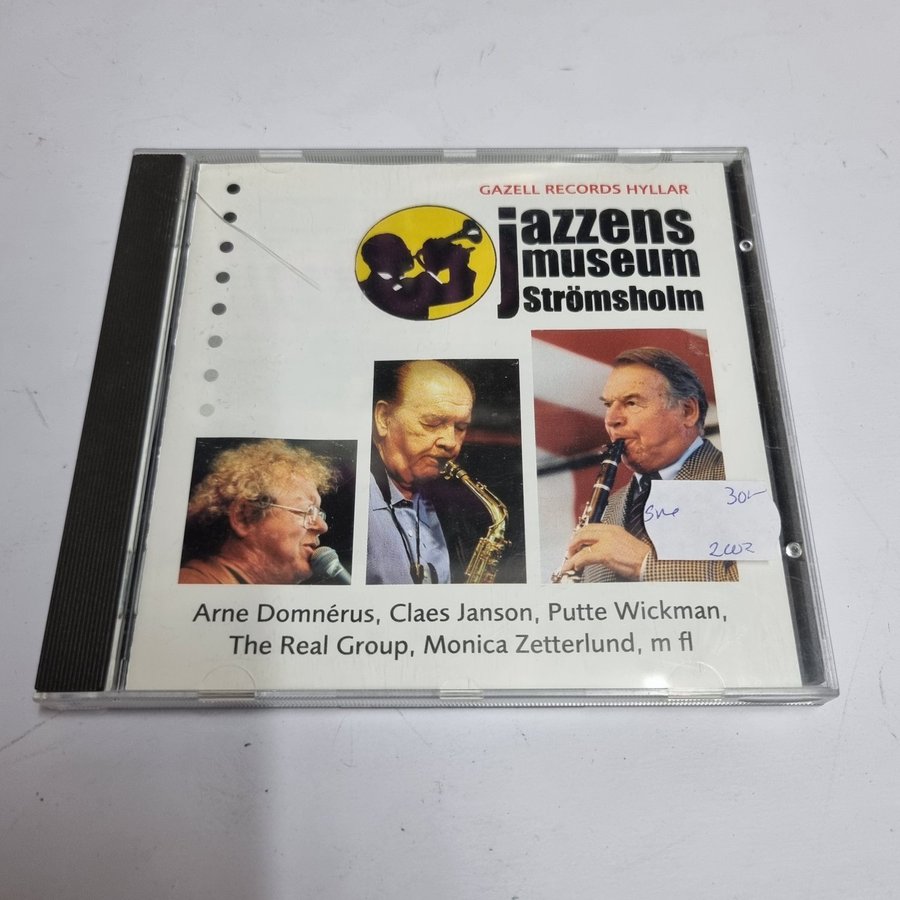 GAZELL RECORDS HYLLAR
jazzens
museum
Strömsholm
30:-
2002
Arne Domnérus, Claes Janson, Putte Wickman,
The Real Group, Monica Zetterlund, m fl